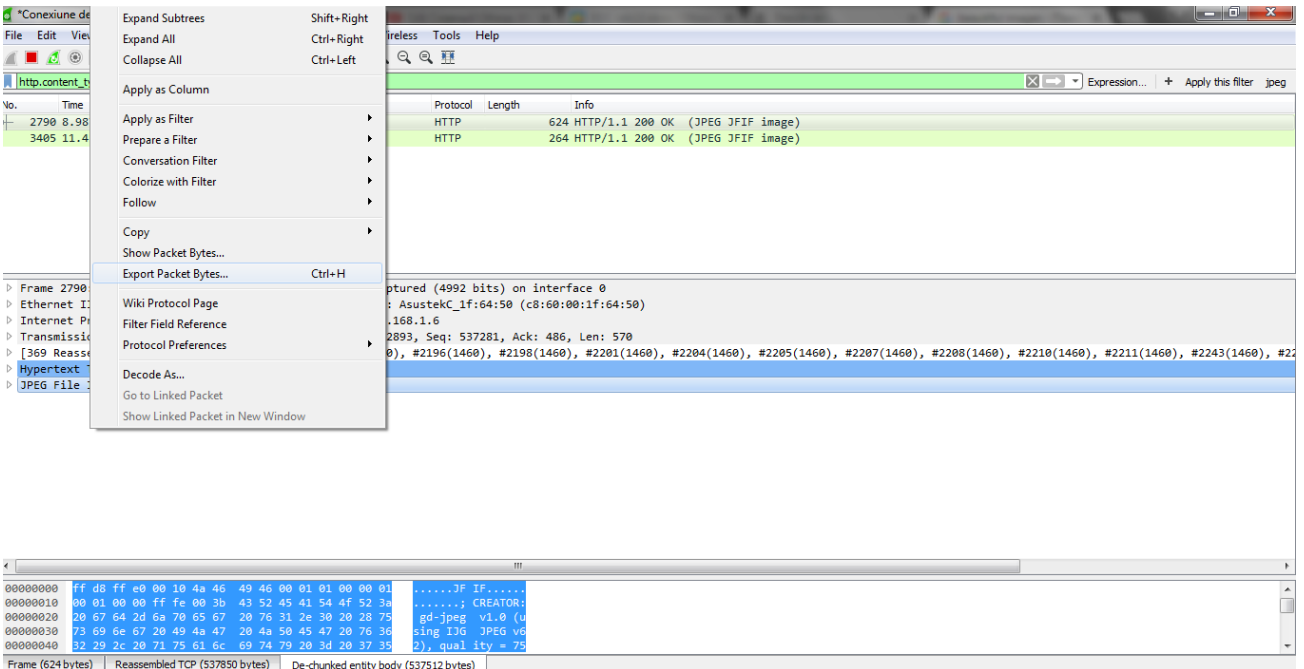 *Conexiune de
File Edit Viev ireless Tools Help
http.content_ty Expression... + Apply this filter jpeg
No. Time Protocol Length Info
2790 8.98 HTTP 624 HTTP/1.1 200 OK (JPEG JFIF image)
3405 11.4 HTTP 264 HTTP/1.1 200 OK (JPEG JFIF image)
Expand Subtrees Shift+Right
Expand All Ctrl+Right
Collapse All Ctrl+Left
Apply as Column
Apply as Filter
Prepare a Filter
Conversation Filter
Colorize with Filter
Follow
Copy
Show Packet Bytes...
Export Packet Bytes... Ctrl+H
Wiki Protocol Page
Filter Field Reference
Protocol Preferences
Decode As...
Go to Linked Packet
Show Linked Packet in New Window
Frame 2790: ptured (4992 bits) on interface 0
Ethernet II : AsustekC_1f:64:50 (c8:60:00:1f:64:50)
Internet Pr .168.1.6
Transmissio 2893, Seq: 537281, Ack: 486, Len: 570
[369 Reasse 0), #2196(1460), #2198(1460), #2201(1460), #2204(1460), #2205(1460), #2207(1460), #2208(1460), #2210(1460), #2211(1460), #2243(1460), #22
Hypertext T
JPEG File I
00000000 ff d8 ff e0 00 10 4a 46 49 46 00 01 01 00 00 01 ......JF IF......
00000010 00 01 00 00 ff fe 00 3b 43 52 45 41 54 4f 52 3a .......; CREATOR:
00000020 20 67 64 2d 6a 70 65 67 20 76 31 2e 30 20 28 75 gd-jpeg v1.0 (u
00000030 73 69 6e 67 20 49 4a 47 20 4a 50 45 47 20 76 36 sing IJG JPEG v6
00000040 32 29 2c 20 71 75 61 6c 69 74 79 20 3d 20 37 35 2), qual ity = 75
Frame (624 bytes) Reassembled TCP (537850 bytes) De-chunked entity body (537512 bytes)